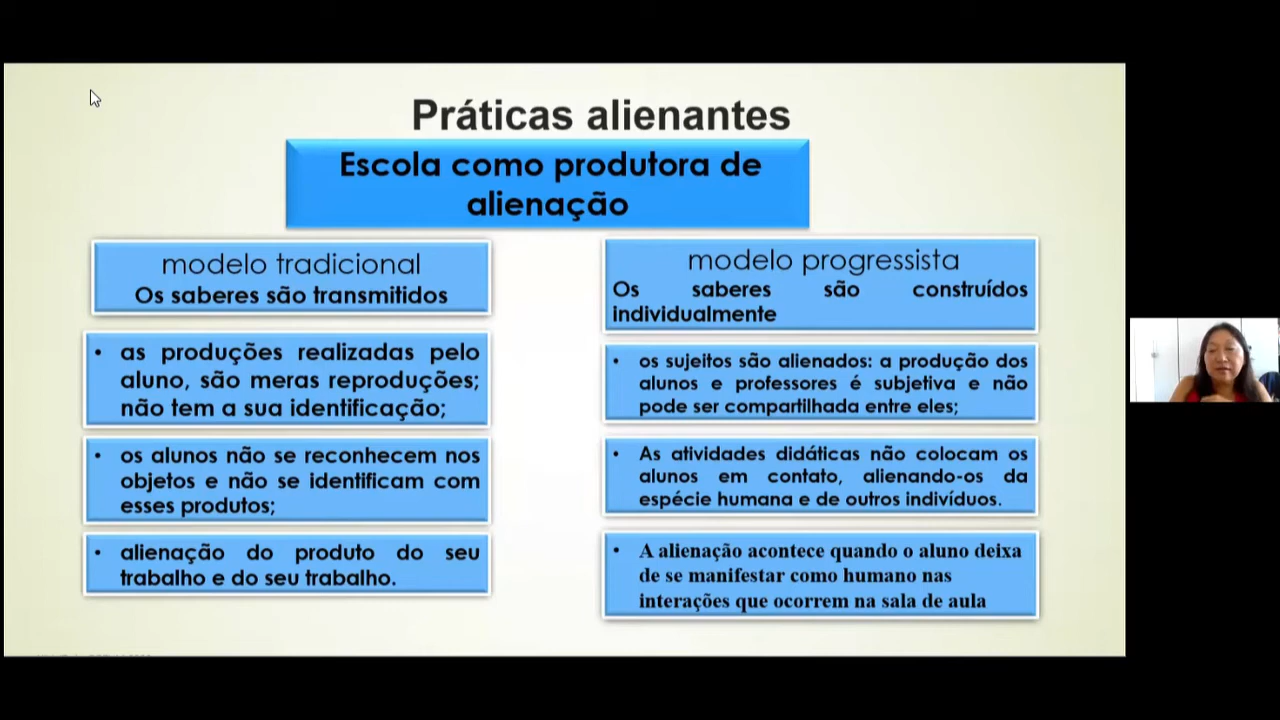 Práticas alienantes
Escola como produtora de
alienação
modelo tradicional
Os saberes são transmitidos
• as produções realizadas pelo
aluno, são meras reproduções;
não tem a sua identificação;
• os alunos não se reconhecem nos
objetos e não se identificam com
esses produtos;
• alienação do produto do seu
trabalho e do seu trabalho.
modelo progressista
Os saberes são construídos
individualmente
• os sujeitos são alienados: a produção dos
alunos e professores é subjetiva e não
pode ser compartilhada entre eles;
• As atividades didáticas não colocam os
alunos em contato, alienando-os da
espécie humana e de outros indivíduos.
• A alienação acontece quando o aluno deixa
de se manifestar como humano nas
interações que ocorrem na sala de aula